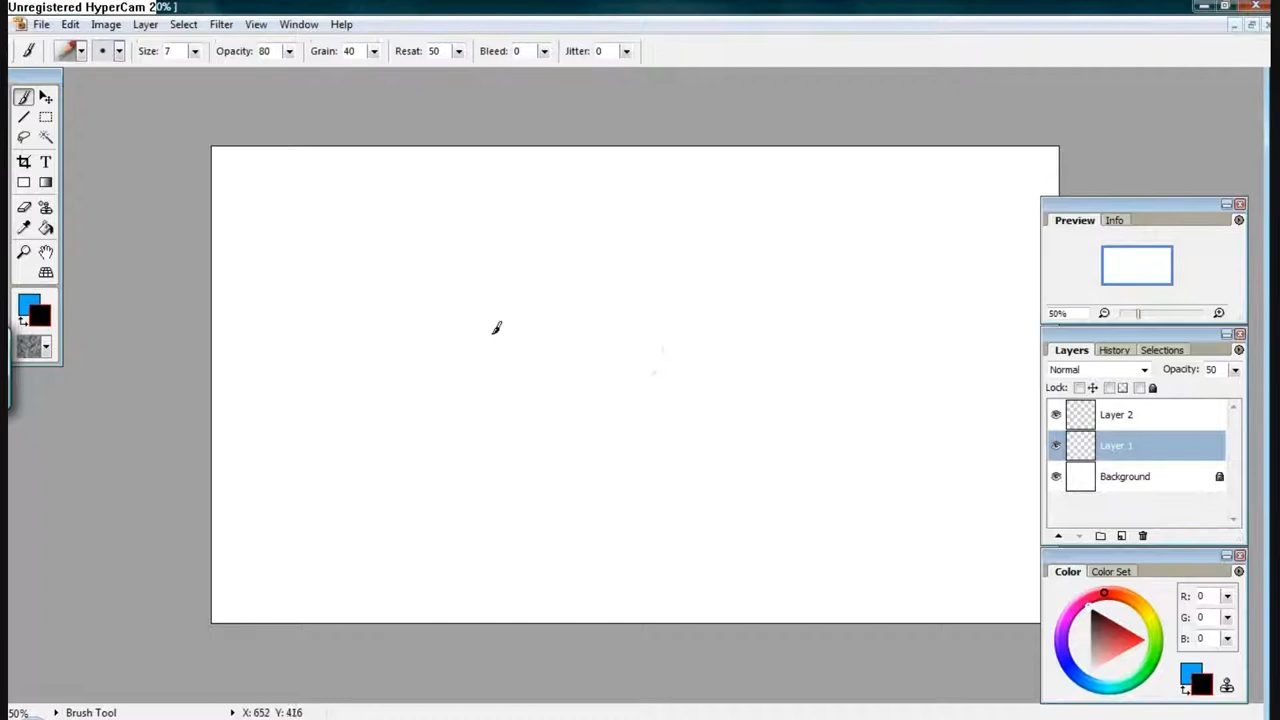 Unregistered HyperCam 2 0% ]
File Edit Image Layer Select Filter View Window Help
Size: 7 Opacity: 80 Grain: 40 Resat: 50 Bleed: 0 Jitter: 0
T
Preview Info
50%
Layers History Selections
Normal Opacity: 50
Lock:
Layer 2
Layer 1
Background
Color Color Set
R: 0
G: 0
B: 0
50% Brush Tool X: 652 Y: 416